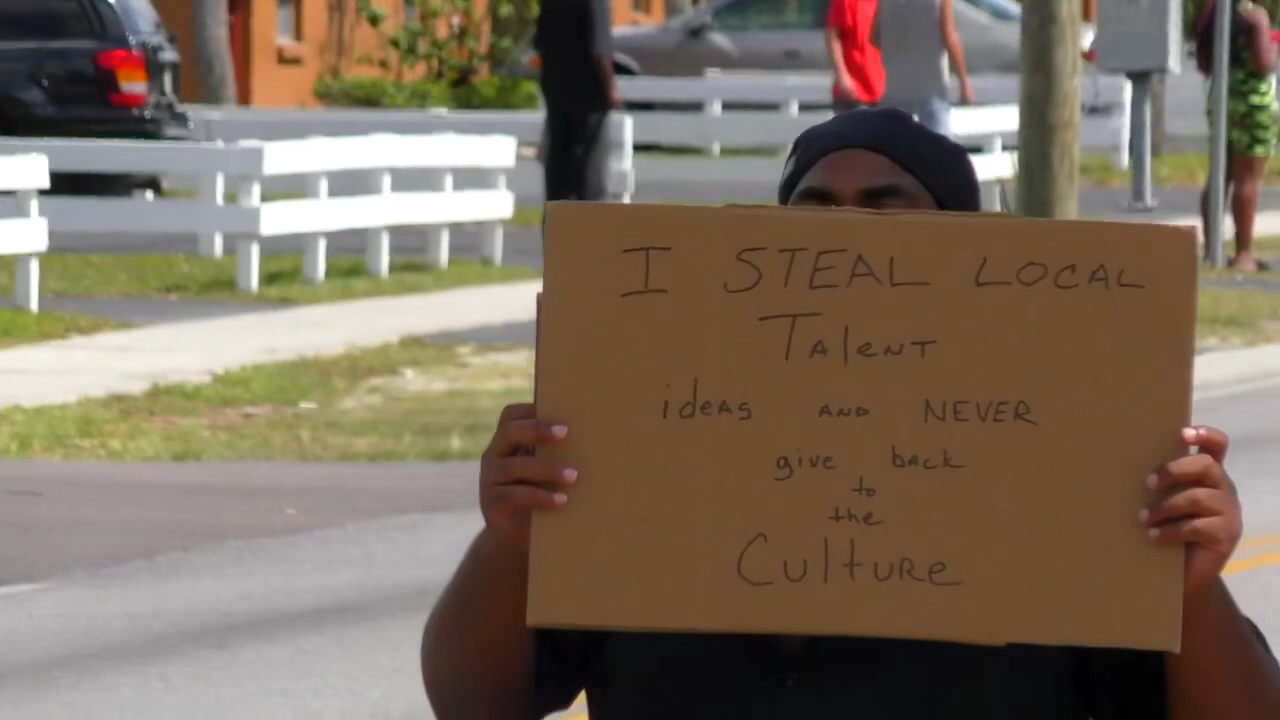 I STEAL LOCAL
TAlENT
ideAS AND NEVER
give back
to
the
CultuRe